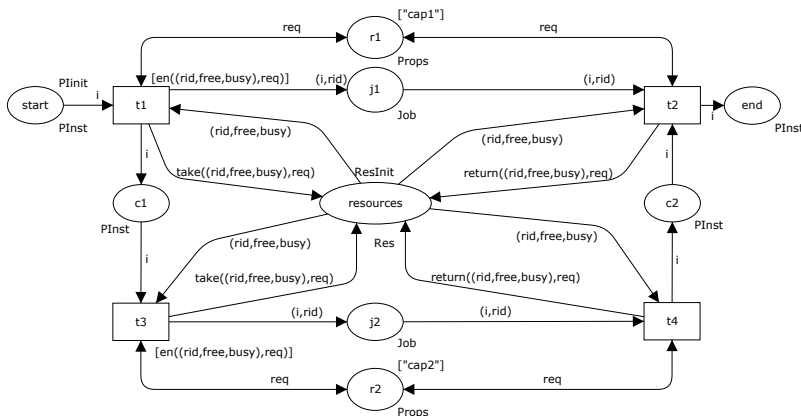 ["cap1"]
req
r1
req
Props
PIinit
[en((rid,free,busy),req)]
(i,rid)
j1
(i,rid)
start
i
t1
t2
i
end
PInst
Job
PInst
(rid,free,busy)
(rid,free,busy)
i
take((rid,free,busy),req)
ResInit
return((rid,free,busy),req)
i
c1
resources
c2
PInst
PInst
(rid,free,busy)
Res
(rid,free,busy)
i
take((rid,free,busy),req)
return((rid,free,busy),req)
i
t3
(i,rid)
j2
(i,rid)
t4
Job
[en((rid,free,busy),req)]
["cap2"]
req
r2
req
Props